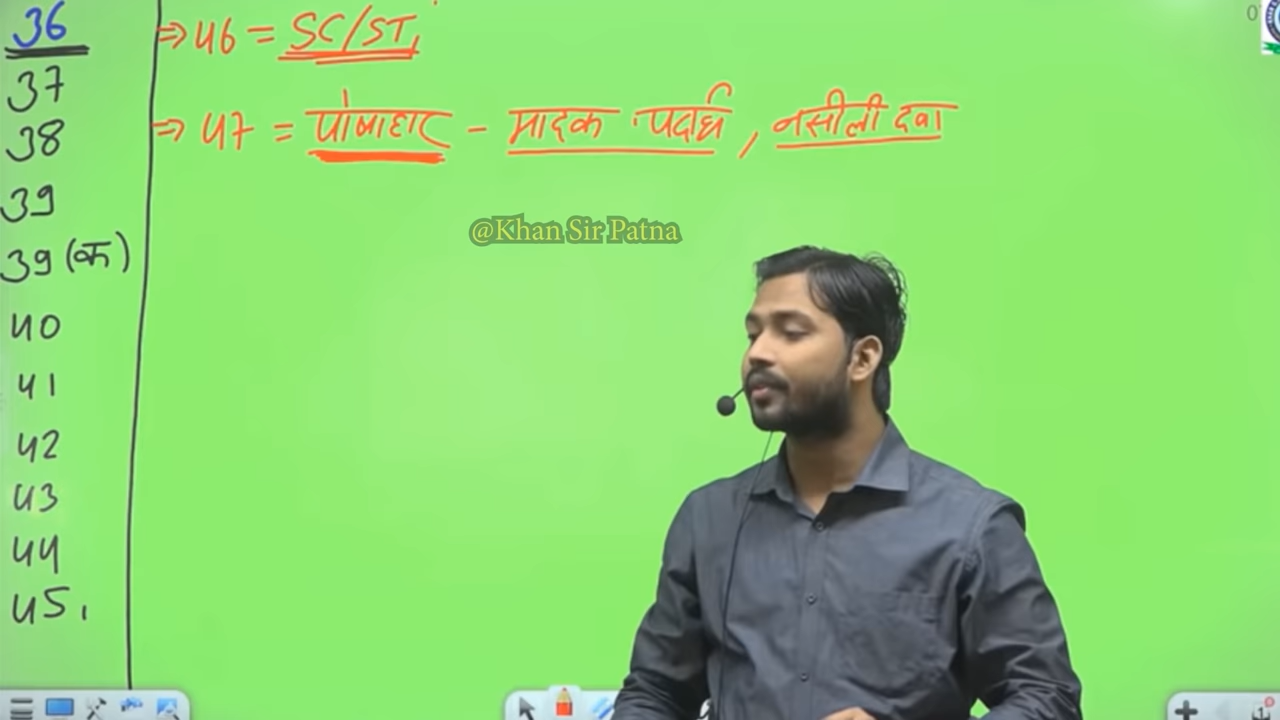 36
⇒ 46 = SC/ST,
37
⇒ 47 = पोषाहार - मादक पदार्थ, नसीली दवा
38
39
@Khan Sir Patna
39 (क)
40
41
42
43
44
45,